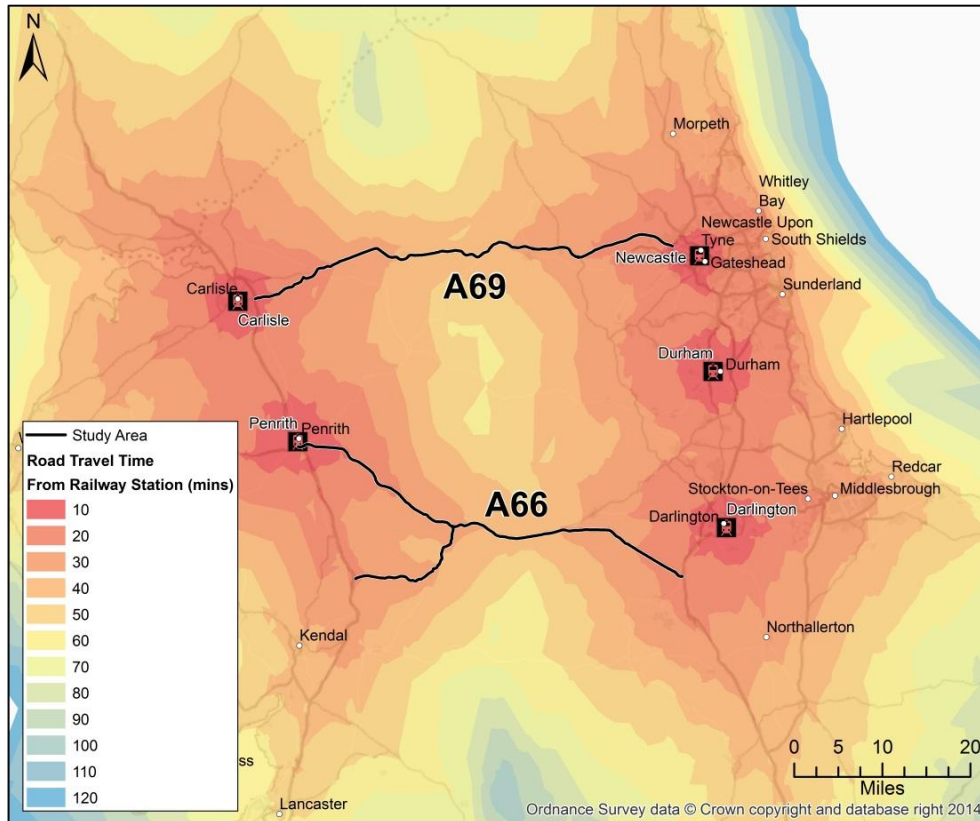 N
Morpeth
Whitley
Bay
Newcastle Upon
Tyne
South Shields
Newcastle
Gateshead
A69
Sunderland
Carlisle
Carlisle
Durham
Durham
Penrith
Penrith
Hartlepool
Redcar
Stockton-on-Tees
Middlesbrough
A66
Darlington
Darlington
Northallerton
Kendal
ss
Lancaster
W
Study Area
Road Travel Time
From Railway Station (mins)
10
20
30
40
50
60
70
80
90
100
110
120
0 5 10 20
Miles
Ordnance Survey data © Crown copyright and database right 2014